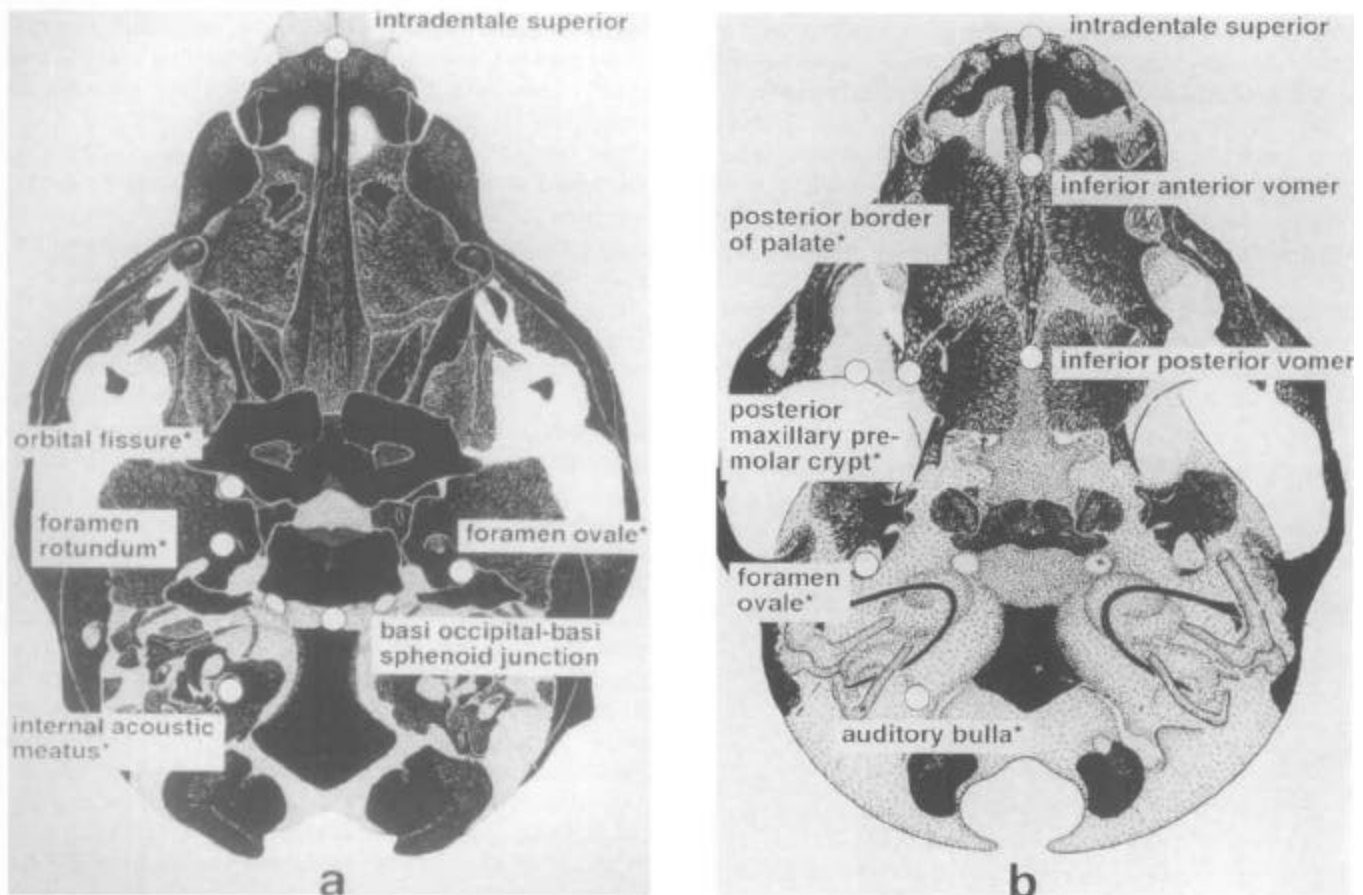 intradentale superior
orbital fissure*
foramen
rotundum*
foramen ovale*
basi occipital-basi
sphenoid junction
internal acoustic
meatus*
a
intradentale superior
inferior anterior vomer
posterior border
of palate*
inferior posterior vomer
posterior
maxillary pre-
molar crypt*
foramen
ovale*
auditory bulla*
b